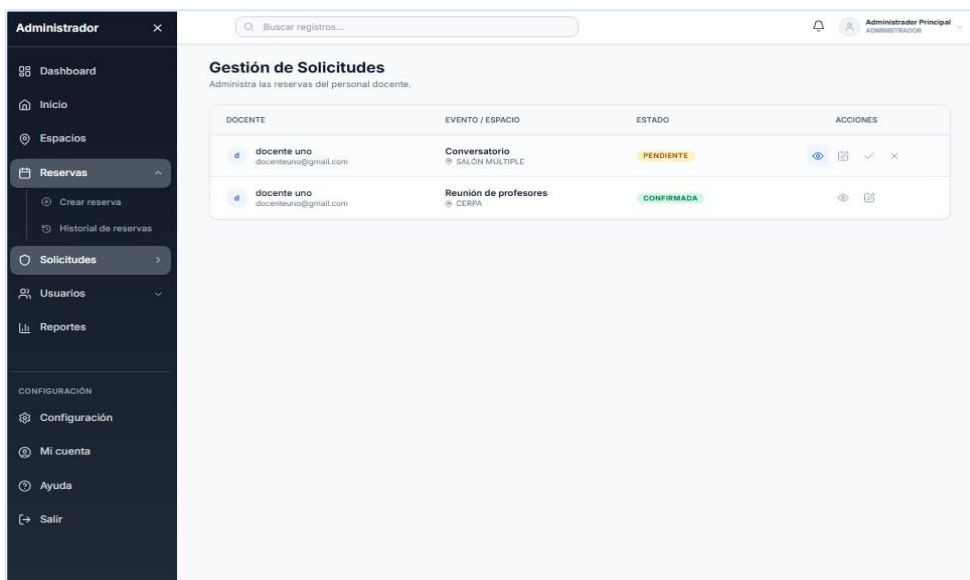 Administrador
Dashboard
Inicio
Espacios
Reservas
Crear reserva
Historial de reservas
Solicitudes
Usuarios
Reportes
CONFIGURACIÓN
Configuración
Mi cuenta
Ayuda
Salir
Buscar registros...
Administrador Principal
ADMINISTRADOR
Gestión de Solicitudes
Administra las reservas del personal docente.
DOCENTE EVENTO / ESPACIO ESTADO ACCIONES
d docente uno Conversatorio PENDIENTE
docenteuno@gmail.com SALÓN MÚLTIPLE
d docente uno Reunión de profesores CONFIRMADA
docenteuno@gmail.com CERPA